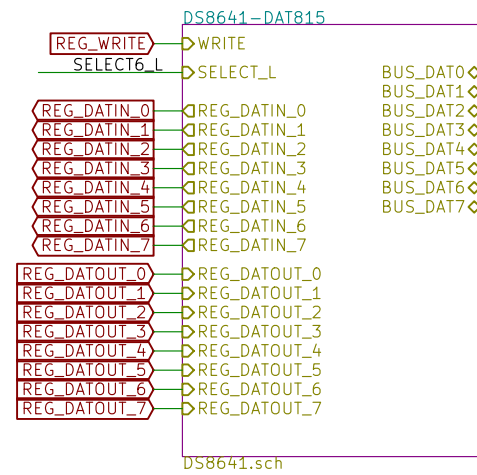 DS8641-DAT815
REG_WRITE WRITE
SELECT6_L SELECT_L BUS_DAT0
BUS_DAT1
REG_DATIN_0 REG_DATIN_0 BUS_DAT2
REG_DATIN_1 REG_DATIN_1 BUS_DAT3
REG_DATIN_2 REG_DATIN_2 BUS_DAT4
REG_DATIN_3 REG_DATIN_3 BUS_DAT5
REG_DATIN_4 REG_DATIN_4 BUS_DAT6
REG_DATIN_5 REG_DATIN_5 BUS_DAT7
REG_DATIN_6 REG_DATIN_6
REG_DATIN_7 REG_DATIN_7
REG_DATOUT_0 REG_DATOUT_0
REG_DATOUT_1 REG_DATOUT_1
REG_DATOUT_2 REG_DATOUT_2
REG_DATOUT_3 REG_DATOUT_3
REG_DATOUT_4 REG_DATOUT_4
REG_DATOUT_5 REG_DATOUT_5
REG_DATOUT_6 REG_DATOUT_6
REG_DATOUT_7 REG_DATOUT_7
DS8641.sch